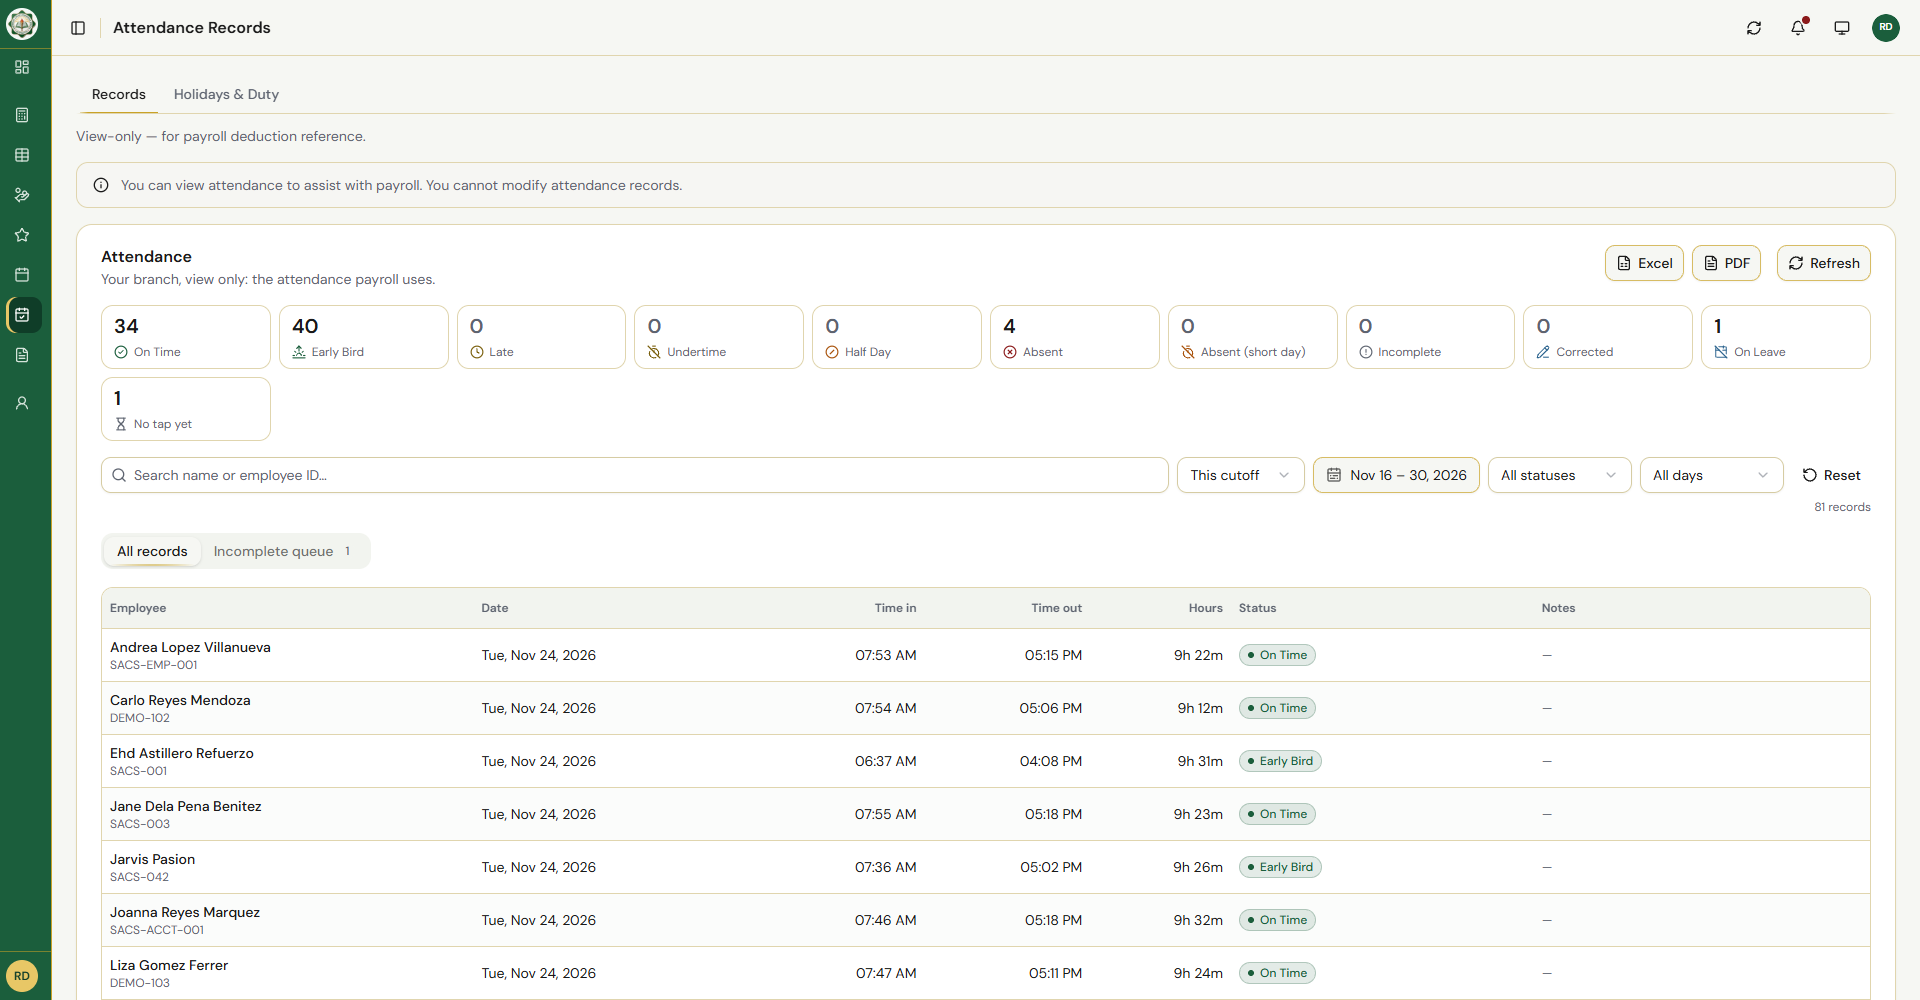 Attendance Records
RD
Records
Holidays & Duty
View-only — for payroll deduction reference.
You can view attendance to assist with payroll. You cannot modify attendance records.
Attendance
Your branch, view only: the attendance payroll uses.
Excel
PDF
Refresh
34
On Time
40
Early Bird
0
Late
0
Undertime
0
Half Day
4
Absent
0
Absent (short day)
0
Incomplete
0
Corrected
1
On Leave
1
No tap yet
Search name or employee ID...
This cutoff
Nov 16 – 30, 2026
All statuses
All days
Reset
81 records
All records
Incomplete queue 1
Employee Date Time in Time out Hours Status Notes
Andrea Lopez Villanueva
SACS-EMP-001
Tue, Nov 24, 2026 07:53 AM 05:15 PM 9h 22m On Time —
Carlo Reyes Mendoza
DEMO-102
Tue, Nov 24, 2026 07:54 AM 05:06 PM 9h 12m On Time —
Ehd Astillero Refuerzo
SACS-001
Tue, Nov 24, 2026 06:37 AM 04:08 PM 9h 31m Early Bird —
Jane Dela Pena Benitez
SACS-003
Tue, Nov 24, 2026 07:55 AM 05:18 PM 9h 23m On Time —
Jarvis Pasion
SACS-042
Tue, Nov 24, 2026 07:36 AM 05:02 PM 9h 26m Early Bird —
Joanna Reyes Marquez
SACS-ACCT-001
Tue, Nov 24, 2026 07:46 AM 05:18 PM 9h 32m On Time —
Liza Gomez Ferrer
DEMO-103
Tue, Nov 24, 2026 07:47 AM 05:11 PM 9h 24m On Time —
RD